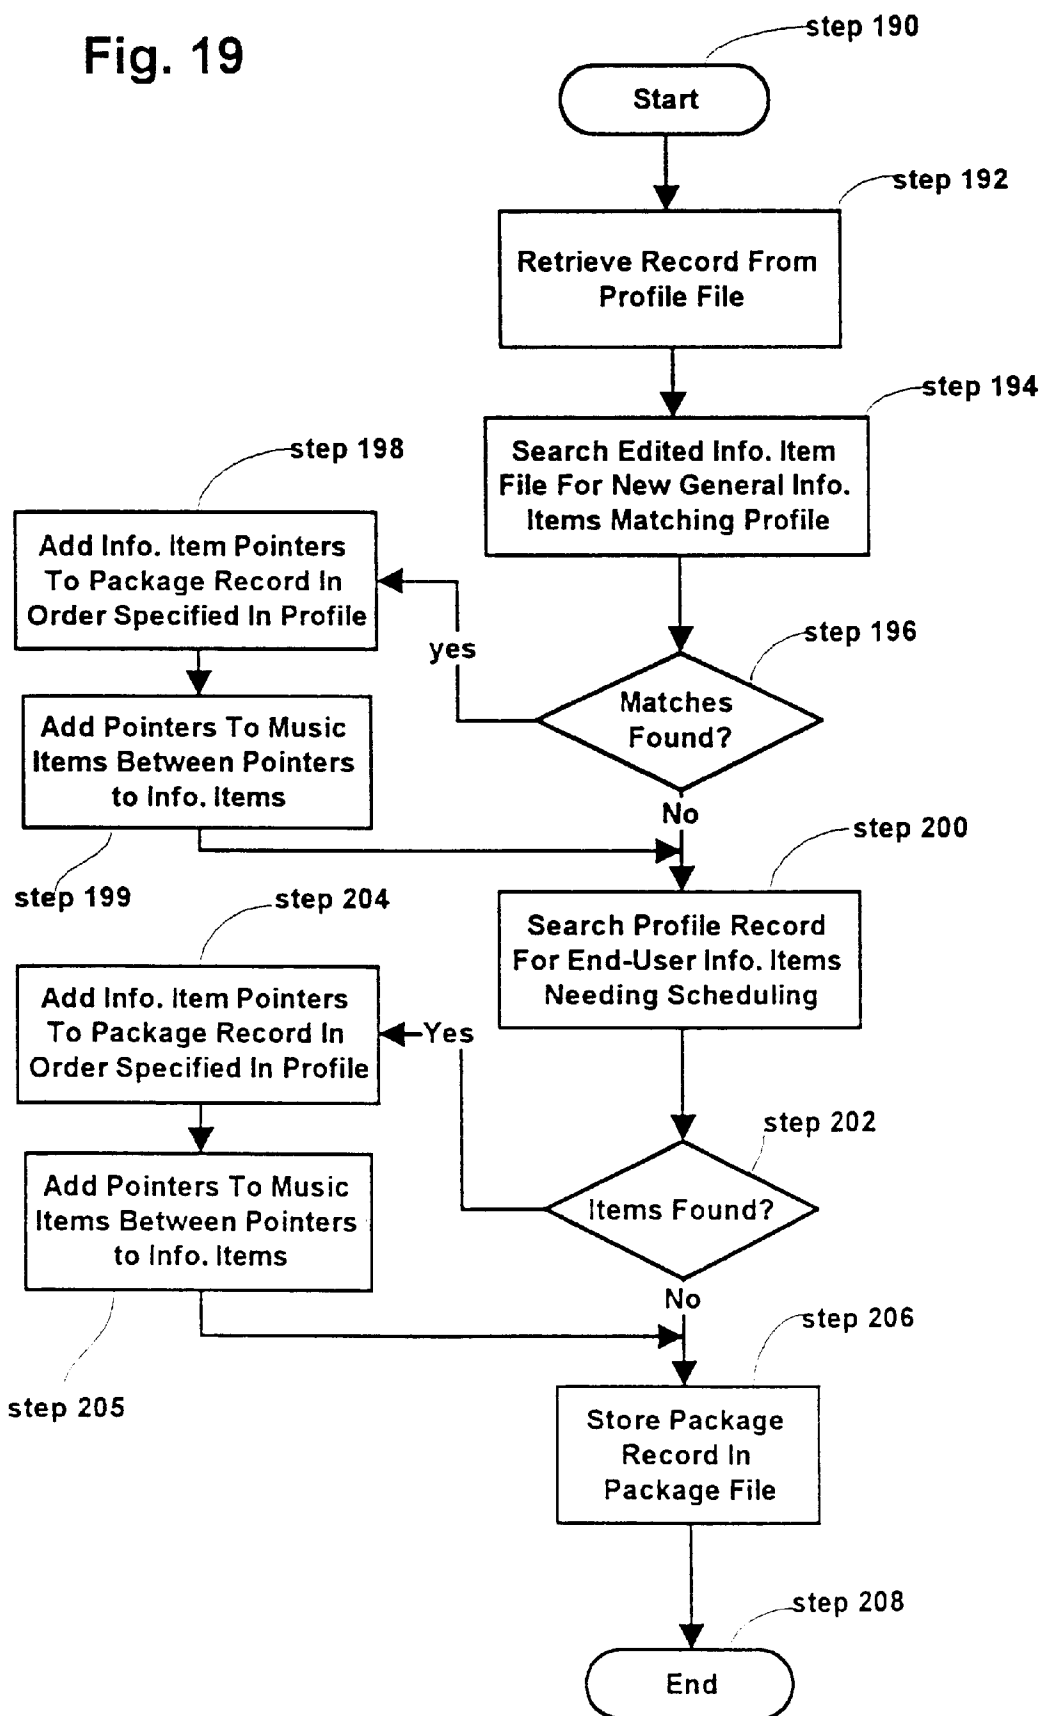 Fig. 19
step 190
Start
step 192
Retrieve Record From
Profile File
step 194
Search Edited Info. Item
File For New General Info.
Items Matching Profile
step 198
Add Info. Item Pointers
To Package Record In
Order Specified In Profile
yes
step 196
Matches
Found?
Add Pointers To Music
Items Between Pointers
to Info. Items
No
step 199
step 200
Search Profile Record
For End-User Info. Items
Needing Scheduling
step 204
Add Info. Item Pointers
To Package Record In
Order Specified In Profile
Yes
step 202
Items Found?
Add Pointers To Music
Items Between Pointers
to Info. Items
No
step 205
step 206
Store Package
Record In
Package File
step 208
End